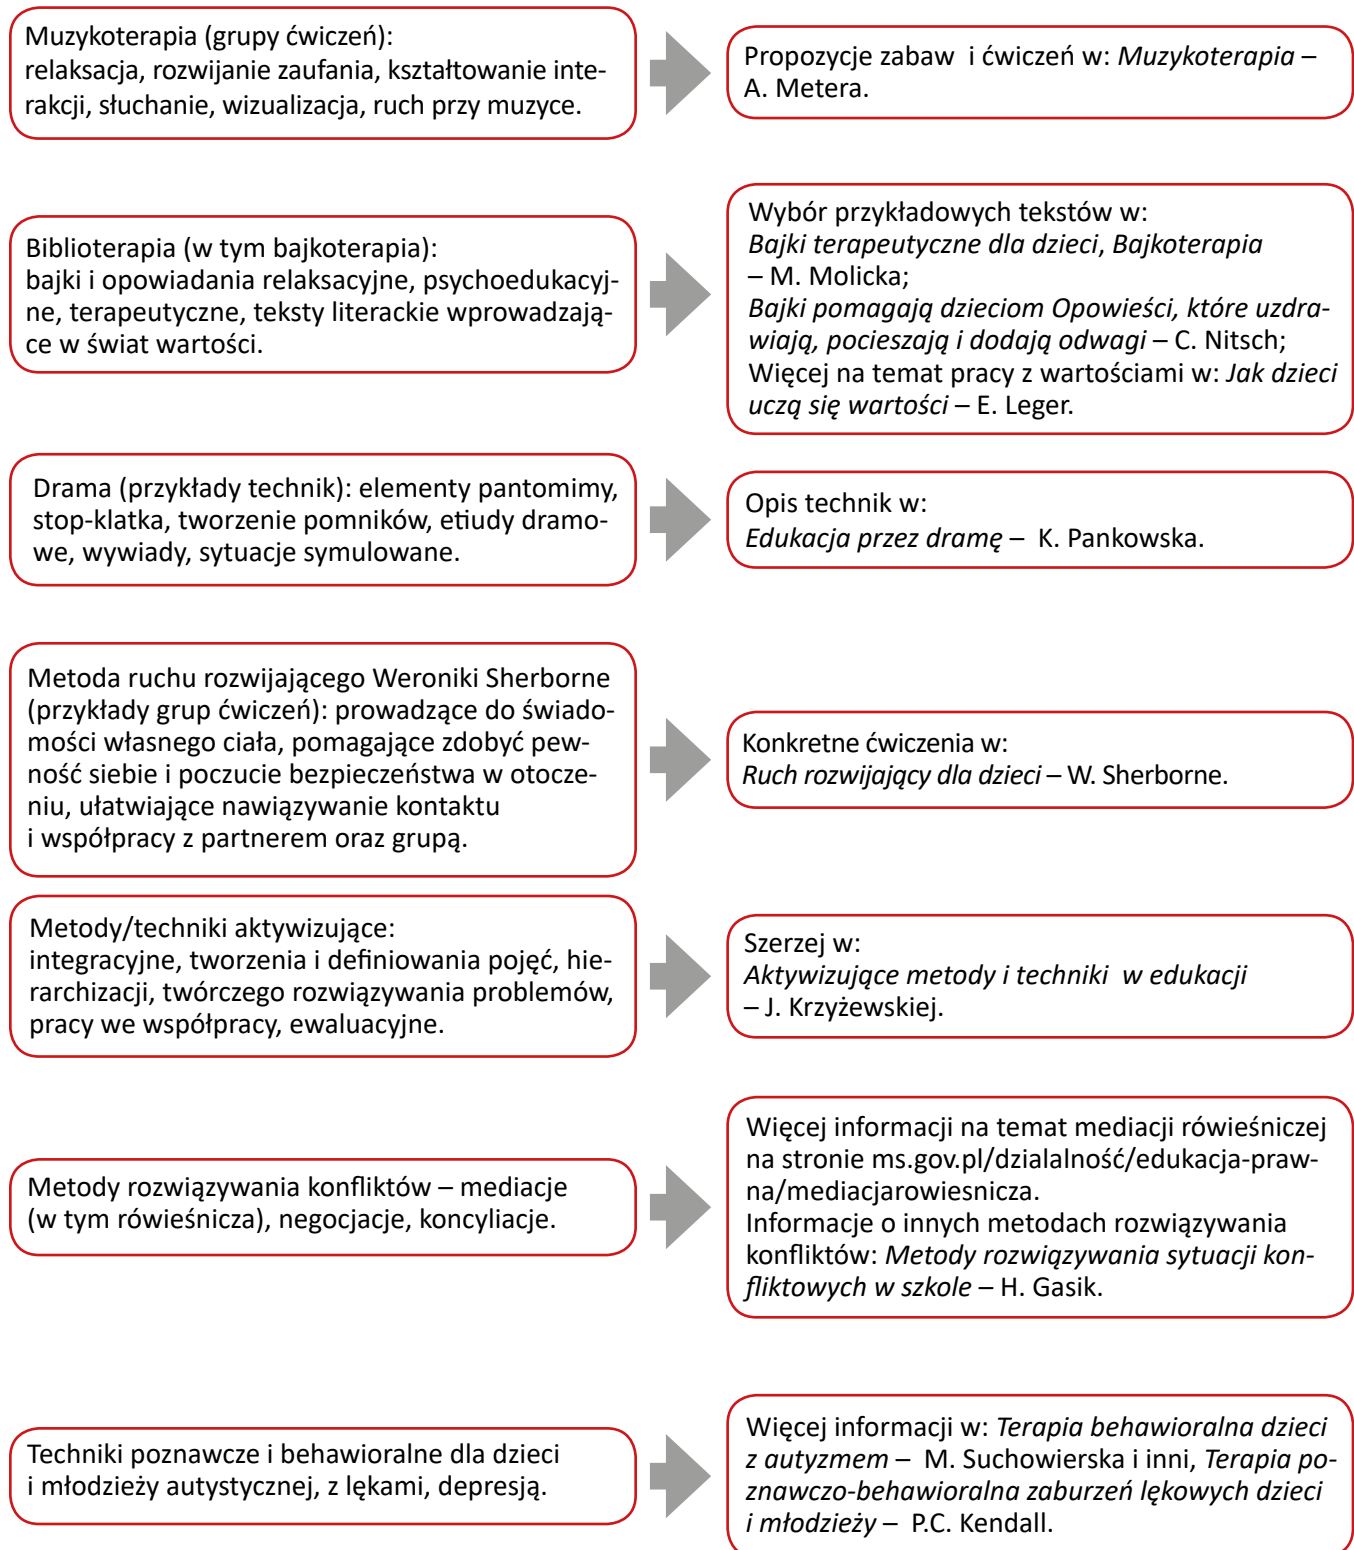 Muzykoterapia (grupy ćwiczeń):
relaksacja, rozwijanie zaufania, kształtowanie inte-
rakcji, słuchanie, wizualizacja, ruch przy muzyce.
Propozycje zabaw i ćwiczeń w: Muzykoterapia –
A. Metera.
Biblioterapia (w tym bajkoterapia):
bajki i opowiadania relaksacyjne, psychoedukacyj-
ne, terapeutyczne, teksty literackie wprowadzają-
ce w świat wartości.
Wybór przykładowych tekstów w:
Bajki terapeutyczne dla dzieci, Bajkoterapia
– M. Molicka;
Bajki pomagają dzieciom Opowieści, które uzdra-
wiają, pocieszają i dodają odwagi – C. Nitsch;
Więcej na temat pracy z wartościami w: Jak dzieci
uczą się wartości – E. Leger.
Drama (przykłady technik): elementy pantomimy,
stop-klatka, tworzenie pomników, etiudy dramo-
we, wywiady, sytuacje symulowane.
Opis technik w:
Edukacja przez dramę – K. Pankowska.
Metoda ruchu rozwijającego Weroniki Sherborne
(przykłady grup ćwiczeń): prowadzące do świado-
mości własnego ciała, pomagające zdobyć pew-
ność siebie i poczucie bezpieczeństwa w otocze-
niu, ułatwiające nawiązywanie kontaktu
i współpracy z partnerem oraz grupą.
Konkretne ćwiczenia w:
Ruch rozwijający dla dzieci – W. Sherborne.
Metody/techniki aktywizujące:
integracyjne, tworzenia i definiowania pojęć, hie-
rarchizacji, twórczego rozwiązywania problemów,
pracy we współpracy, ewaluacyjne.
Szerzej w:
Aktywizujące metody i techniki w edukacji
– J. Krzyżewskiej.
Metody rozwiązywania konfliktów – mediacje
(w tym rówieśnicza), negocjacje, koncyliacje.
Więcej informacji na temat mediacji rówieśniczej
na stronie ms.gov.pl/dzialalność/edukacja-praw-
na/mediacjarowiesnicza.
Informacje o innych metodach rozwiązywania
konfliktów: Metody rozwiązywania sytuacji kon-
fliktowych w szkole – H. Gasik.
Techniki poznawcze i behawioralne dla dzieci
i młodzieży autystycznej, z lękami, depresją.
Więcej informacji w: Terapia behawioralna dzieci
z autyzmem – M. Suchowierska i inni, Terapia po-
znawczo-behawioralna zaburzeń lękowych dzieci
i młodzieży – P.C. Kendall.